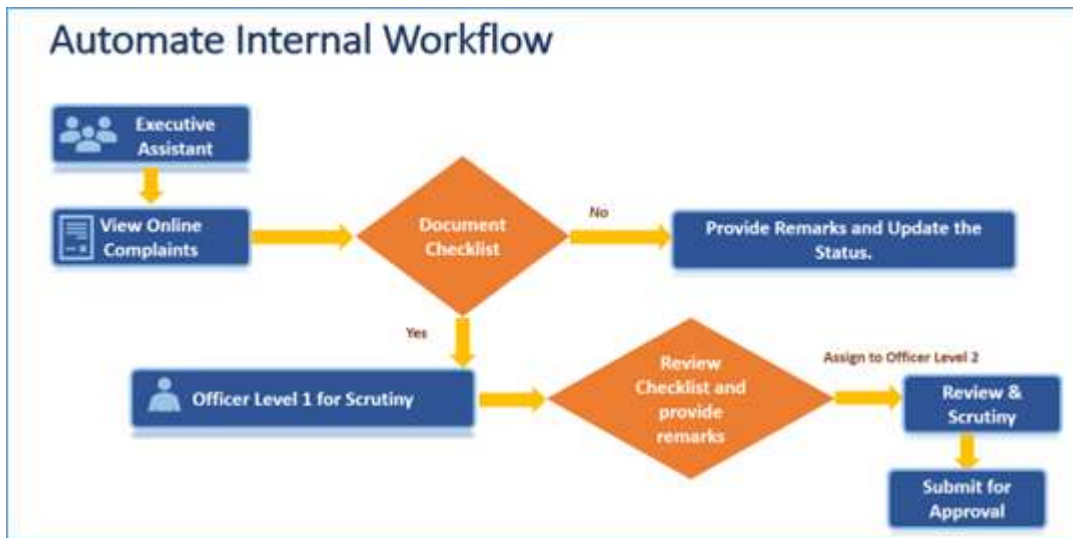 Automate Internal Workflow
Executive
Assistant
View Online
Complaints
Document
Checklist
No
Provide Remarks and Update the
Status.
Yes
Officer Level 1 for Scrutiny
Review
Checklist and
provide
remarks
Assign to Officer Level 2
Review &
Scrutiny
Submit for
Approval